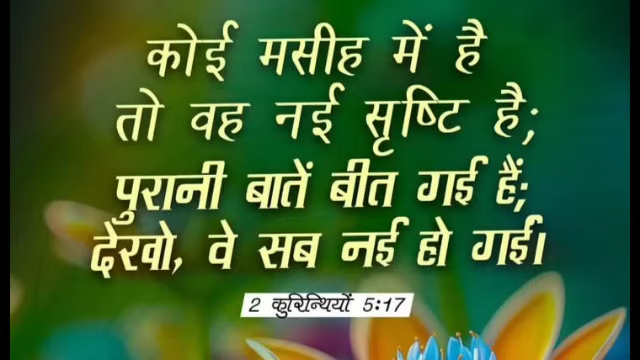 कोई मसीह में है
तो वह नई सृष्टि है;
पुरानी बातें बीत गई हैं;
देखो, वे सब नई हो गई।
2 कुरिन्थियों 5:17